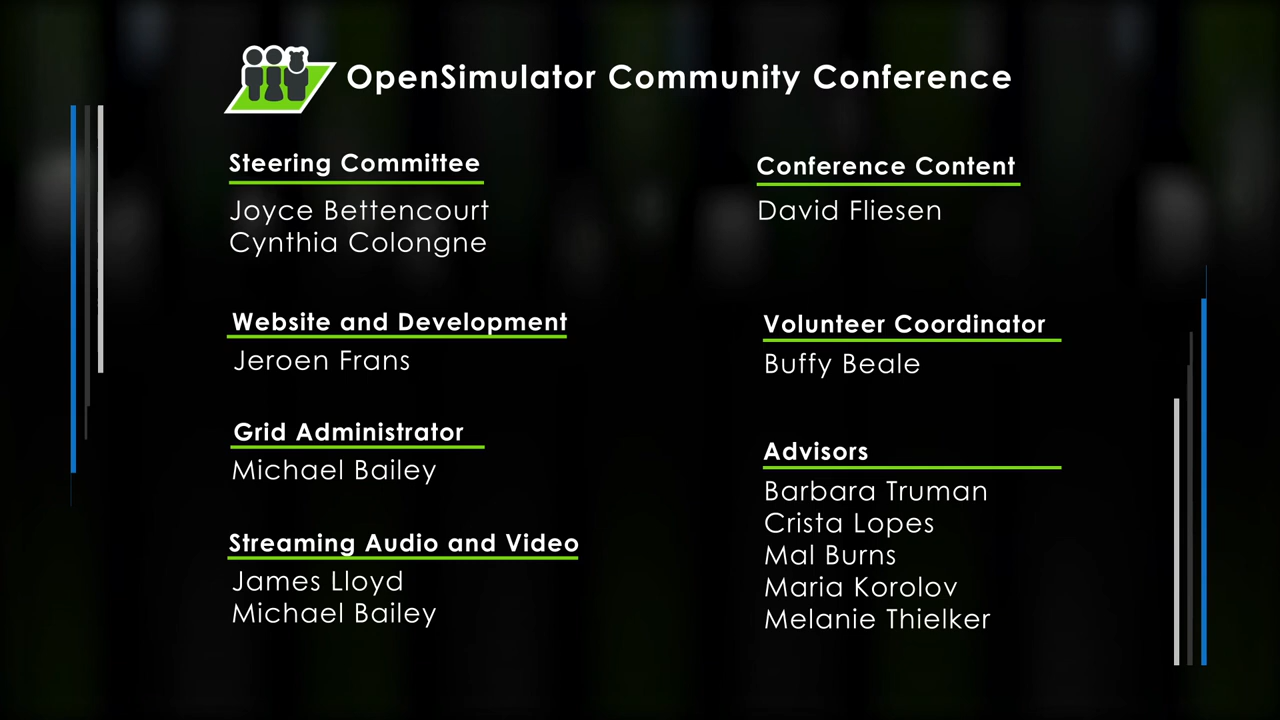 OpenSimulator Community Conference
Steering Committee
Joyce Bettencourt
Cynthia Colongne
Website and Development
Jeroen Frans
Grid Administrator
Michael Bailey
Streaming Audio and Video
James Lloyd
Michael Bailey
Conference Content
David Fliesen
Volunteer Coordinator
Buffy Beale
Advisors
Barbara Truman
Crista Lopes
Mal Burns
Maria Korolov
Melanie Thielker